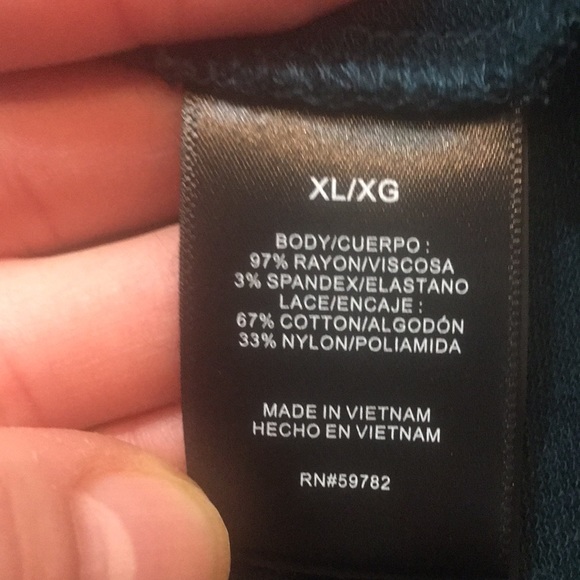 XL/XG
BODY/CUERPO :
97% RAYON/VISCOSA
3% SPANDEX/ELASTANO
LACE/ENCAJE :
67% COTTON/ALGODÓN
33% NYLON/POLIAMIDA
MADE IN VIETNAM
HECHO EN VIETNAM
RN#59782